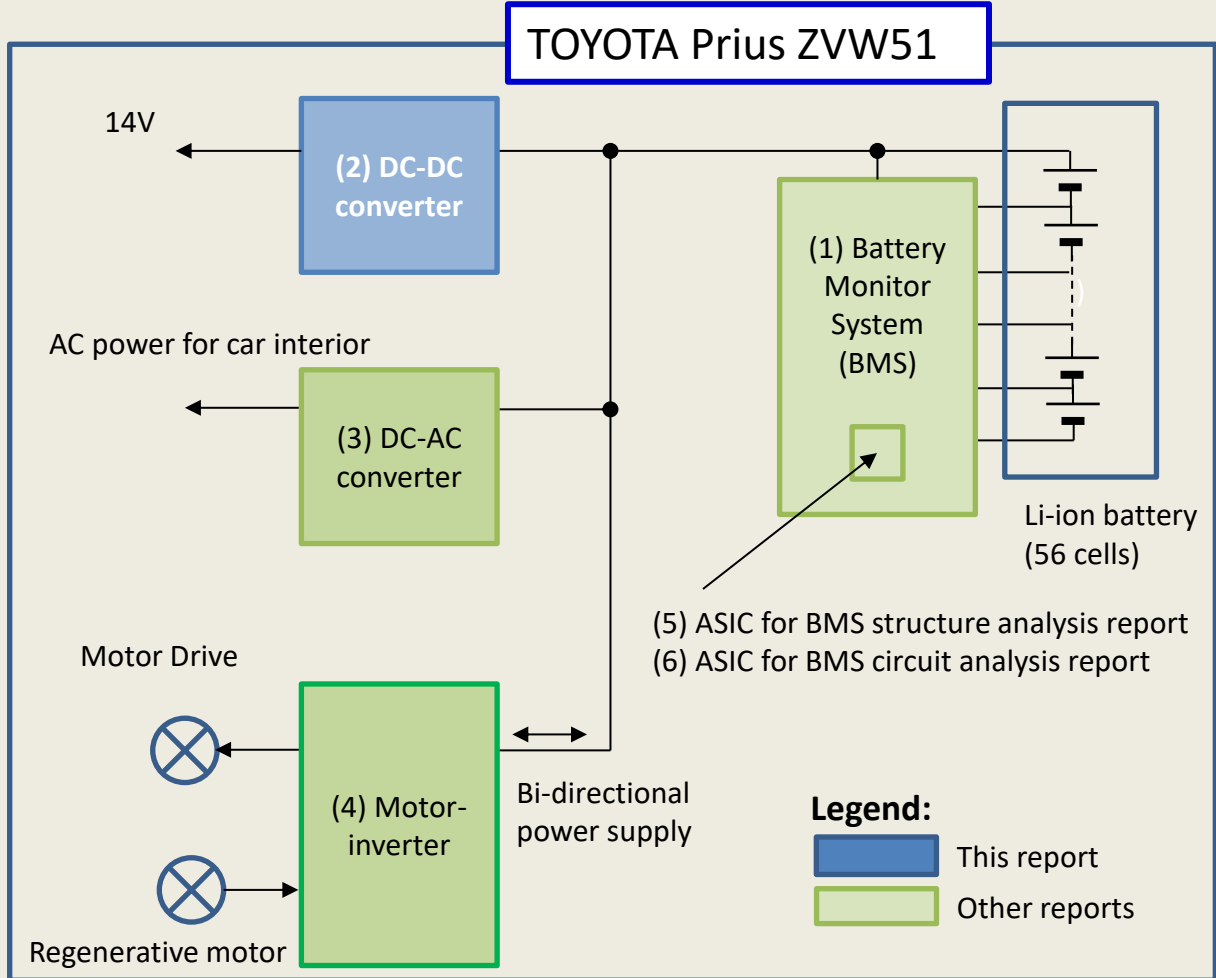 TOYOTA Prius ZVW51
14V
(2) DC-DC
converter
(1) Battery
Monitor
System
(BMS)
)
AC power for car interior
(3) DC-AC
converter
Li-ion battery
(56 cells)
(5) ASIC for BMS structure analysis report
(6) ASIC for BMS circuit analysis report
Motor Drive
(4) Motor-
inverter
Bi-directional
power supply
Regenerative motor
Legend:
This report
Other reports